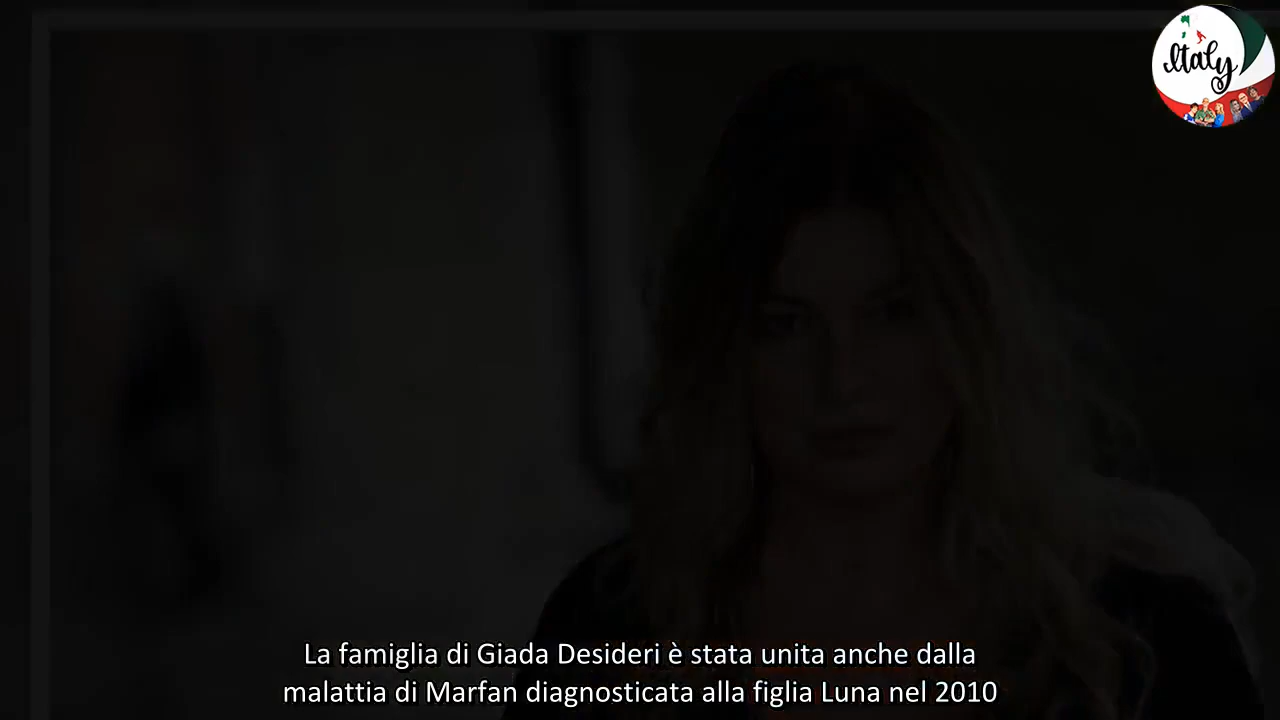 Italy
La famiglia di Giada Desideri è stata unita anche dalla
malattia di Marfan diagnosticata alla figlia Luna nel 2010